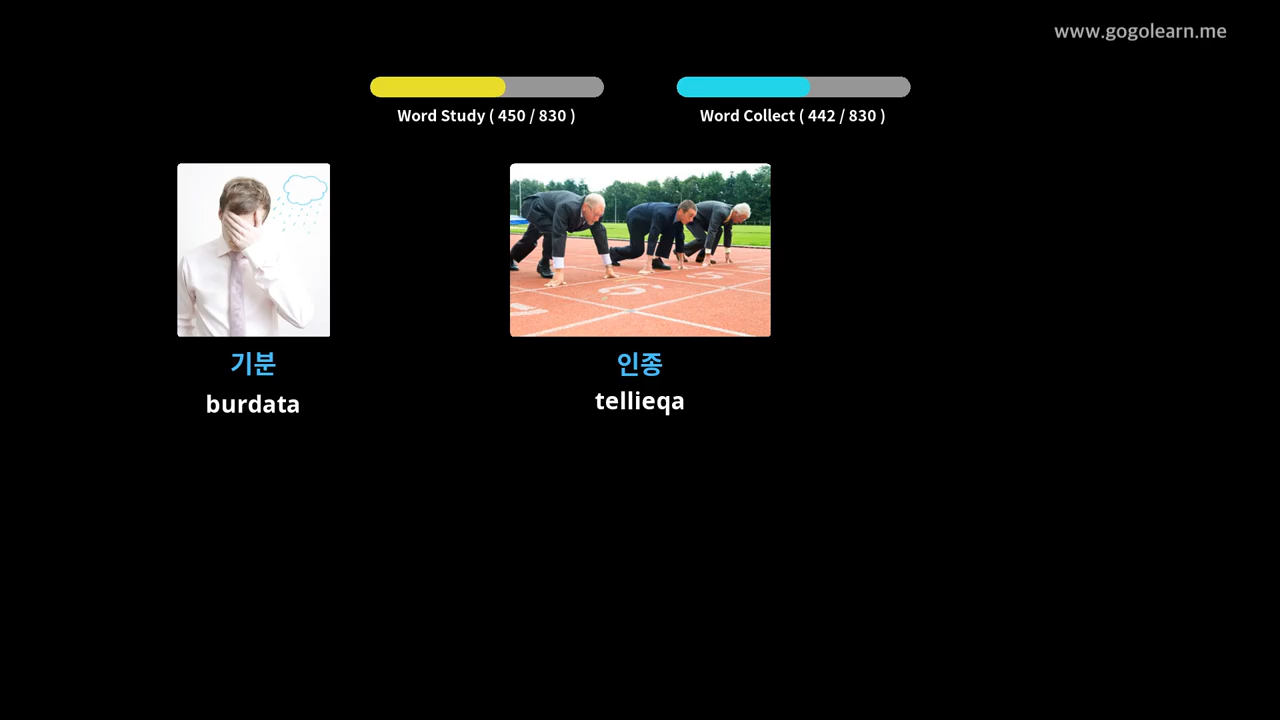 www.gogolearn.me
Word Study ( 450 / 830 )
Word Collect ( 442 / 830 )
기분
burdata
인종
tellieqa